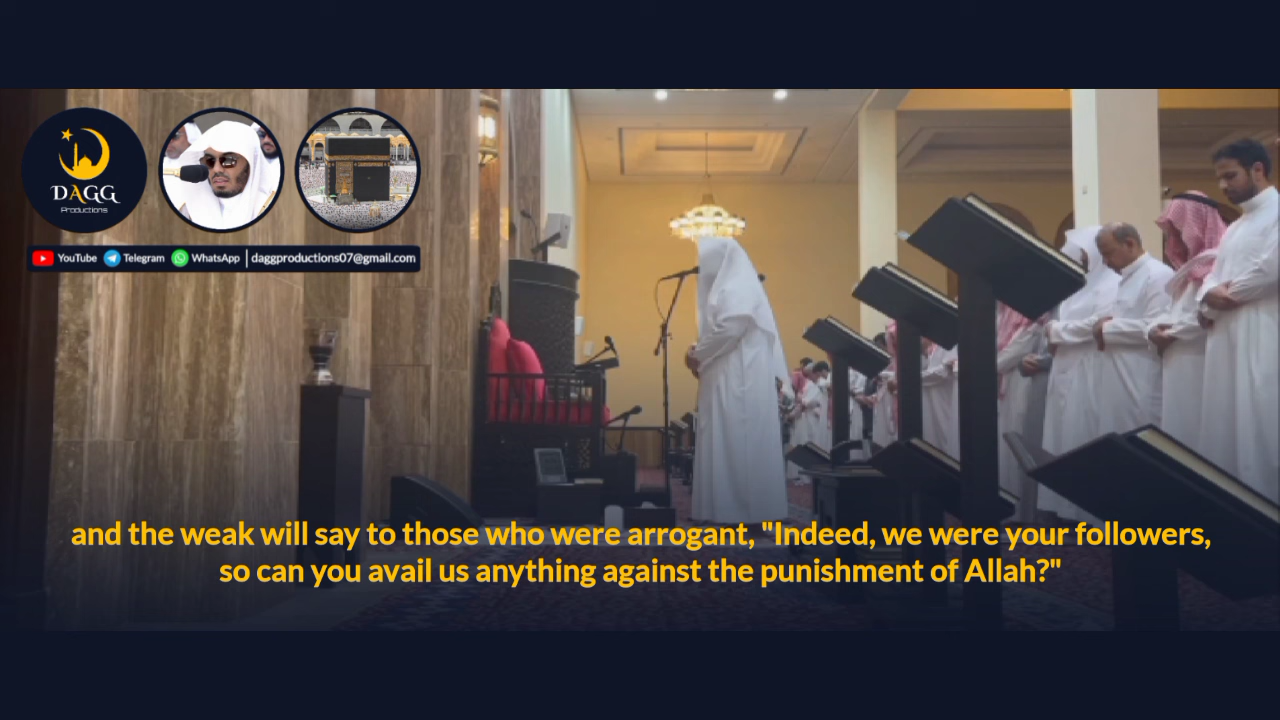 DAGG
Productions
YouTube Telegram WhatsApp | daggproductions07@gmail.com
and the weak will say to those who were arrogant, "Indeed, we were your followers,
so can you avail us anything against the punishment of Allah?"